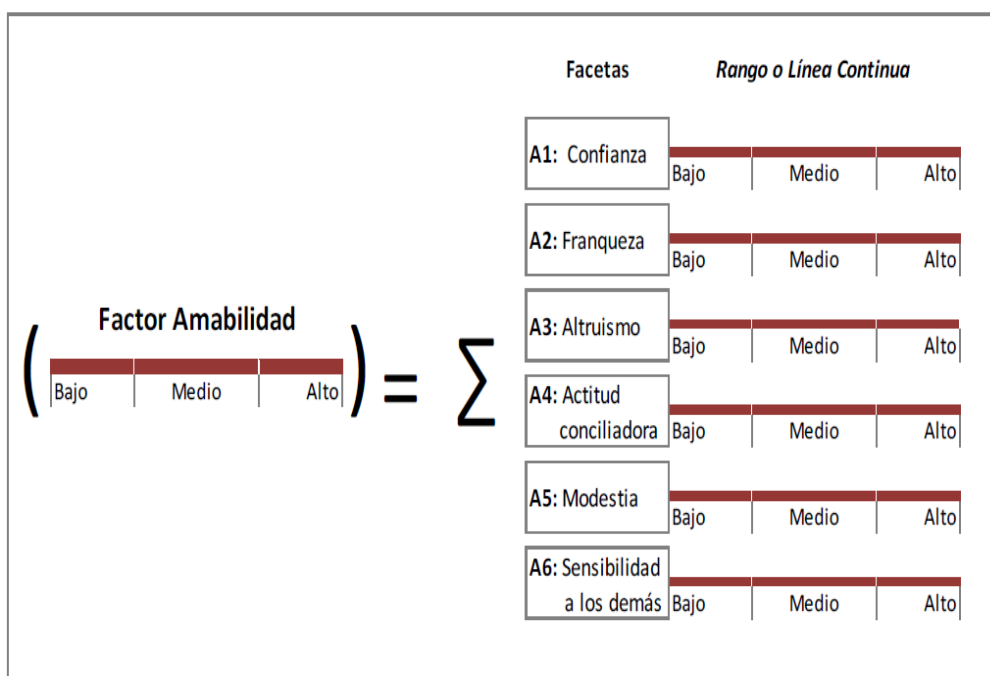 Facetas Rango o Línea Continua
A1: Confianza
Bajo Medio Alto
A2: Franqueza
Bajo Medio Alto
Factor Amabilidad
Bajo Medio Alto
( ) = ∑
A3: Altruismo
Bajo Medio Alto
A4: Actitud
conciliadora
Bajo Medio Alto
A5: Modestia
Bajo Medio Alto
A6: Sensibilidad
a los demás
Bajo Medio Alto